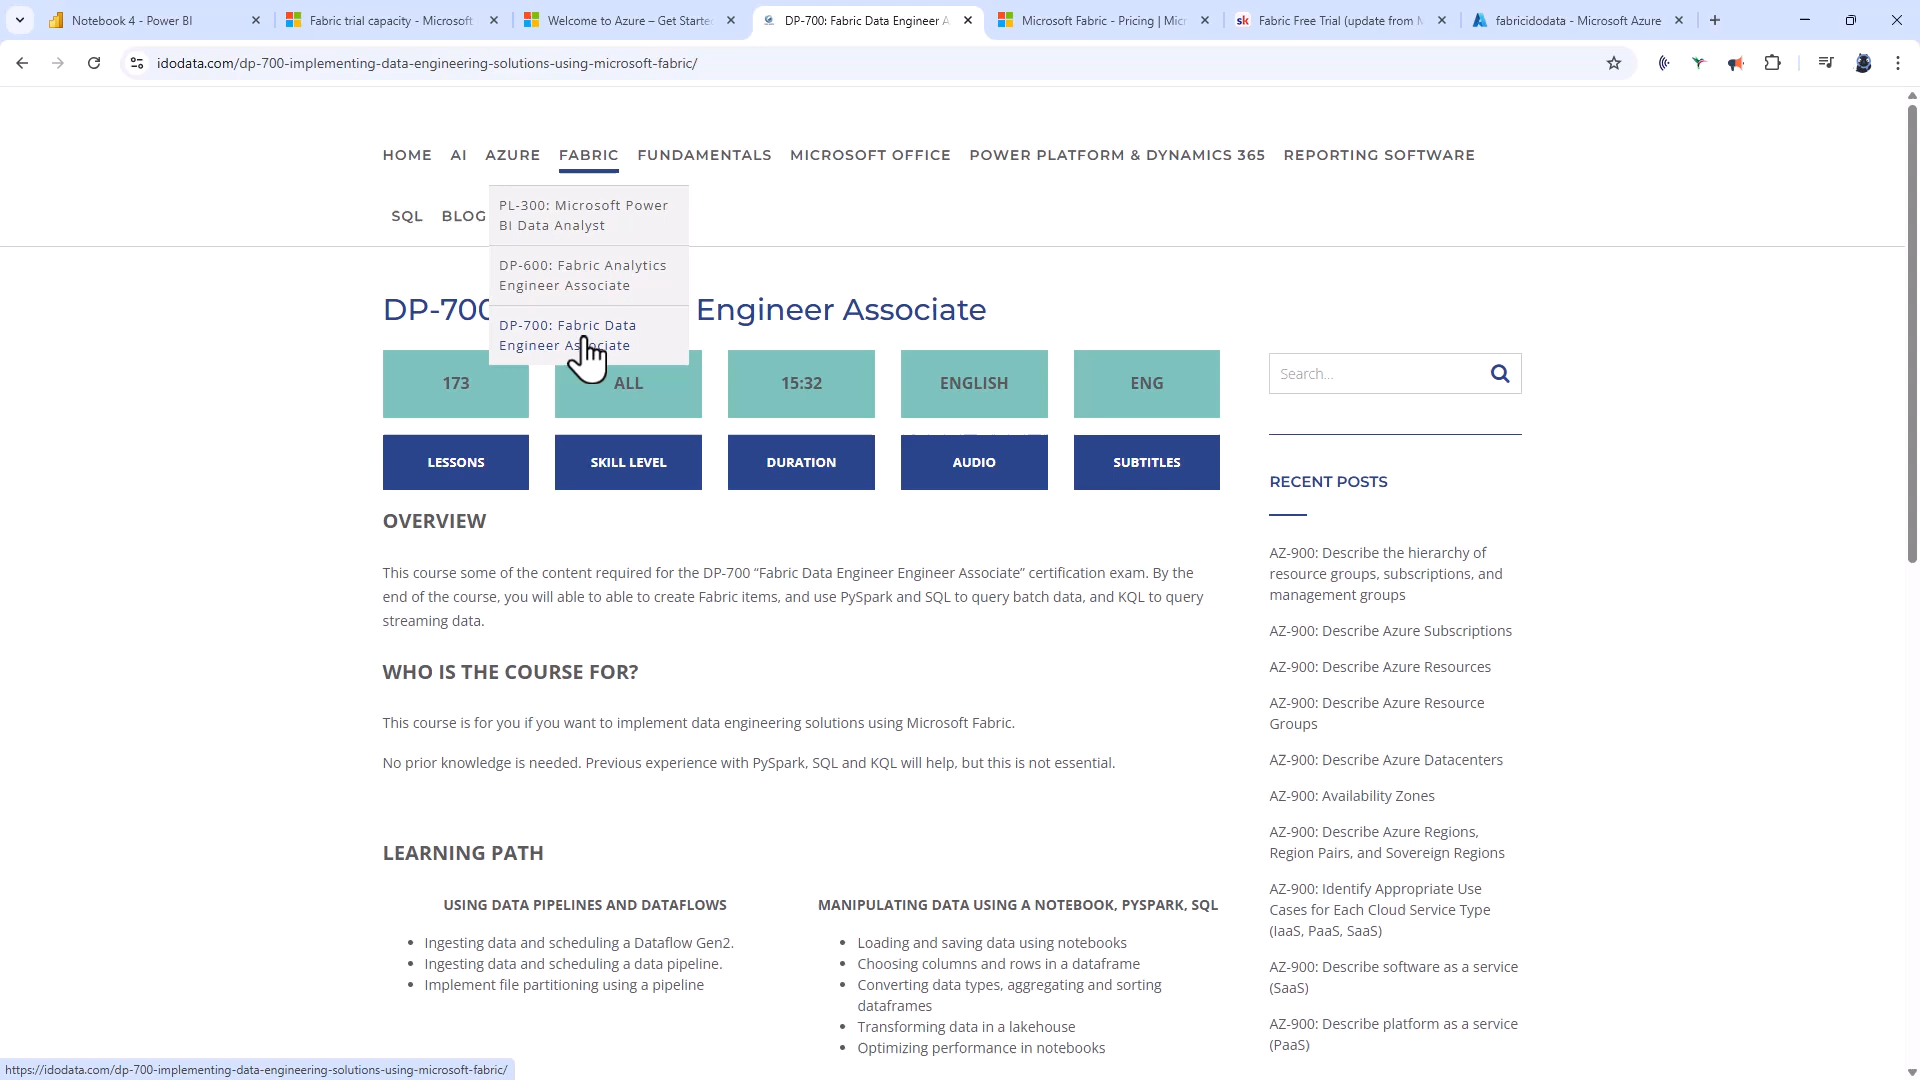 Notebook 4 - Power BI
Fabric trial capacity - Microsoft
Welcome to Azure – Get Starte
DP-700: Fabric Data Engineer A
Microsoft Fabric - Pricing | Micr
Fabric Free Trial (update from M
fabricidodata - Microsoft Azure
idodata.com/dp-700-implementing-data-engineering-solutions-using-microsoft-fabric/
HOME AI AZURE FABRIC FUNDAMENTALS MICROSOFT OFFICE POWER PLATFORM & DYNAMICS 365 REPORTING SOFTWARE
SQL BLOG
PL-300: Microsoft Power
BI Data Analyst
DP-600: Fabric Analytics
Engineer Associate
DP-700: Fabric Data
Engineer Associate
DP-700 Engineer Associate
173 ALL 15:32 ENGLISH ENG
LESSONS SKILL LEVEL DURATION AUDIO SUBTITLES
OVERVIEW
This course some of the content required for the DP-700 “Fabric Data Engineer Engineer Associate” certification exam. By the
end of the course, you will able to able to create Fabric items, and use PySpark and SQL to query batch data, and KQL to query
streaming data.
WHO IS THE COURSE FOR?
This course is for you if you want to implement data engineering solutions using Microsoft Fabric.
No prior knowledge is needed. Previous experience with PySpark, SQL and KQL will help, but this is not essential.
LEARNING PATH
USING DATA PIPELINES AND DATAFLOWS
• Ingesting data and scheduling a Dataflow Gen2.
• Ingesting data and scheduling a data pipeline.
• Implement file partitioning using a pipeline
MANIPULATING DATA USING A NOTEBOOK, PYSPARK, SQL
• Loading and saving data using notebooks
• Choosing columns and rows in a dataframe
• Converting data types, aggregating and sorting
dataframes
• Transforming data in a lakehouse
• Optimizing performance in notebooks
Search...
RECENT POSTS
AZ-900: Describe the hierarchy of
resource groups, subscriptions, and
management groups
AZ-900: Describe Azure Subscriptions
AZ-900: Describe Azure Resources
AZ-900: Describe Azure Resource
Groups
AZ-900: Describe Azure Datacenters
AZ-900: Availability Zones
AZ-900: Describe Azure Regions,
Region Pairs, and Sovereign Regions
AZ-900: Identify Appropriate Use
Cases for Each Cloud Service Type
(IaaS, PaaS, SaaS)
AZ-900: Describe software as a service
(SaaS)
AZ-900: Describe platform as a service
(PaaS)
https://idodata.com/dp-700-implementing-data-engineering-solutions-using-microsoft-fabric/